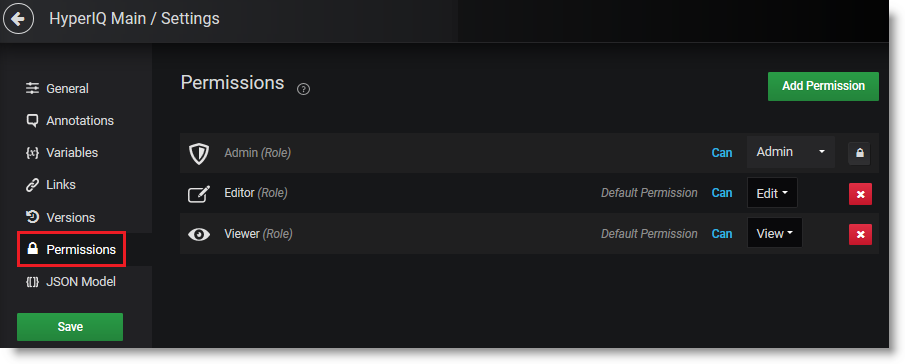 HyperIQ Main / Settings
General
Annotations
{x} Variables
Links
Versions
Permissions
{[]} JSON Model
Save
Permissions ?
Add Permission
Admin (Role) Can Admin
Editor (Role) Default Permission Can Edit
Viewer (Role) Default Permission Can View